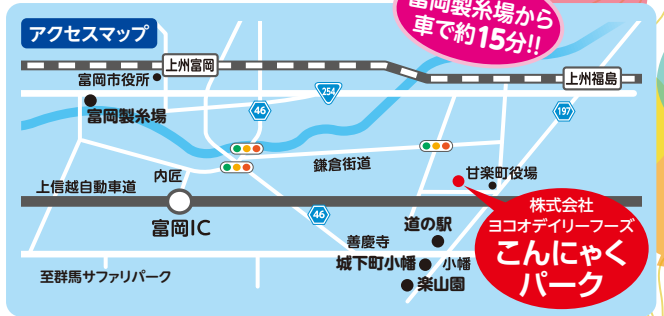 富岡製糸場から
車で約15分!!
アクセスマップ
上州富岡
富岡市役所
上州福島
254
46
197
富岡製糸場
鎌倉街道
内匠
甘楽町役場
上信越自動車道
富岡IC
46
株式会社
ヨコオデイリーフーズ
こんにゃく
パーク
道の駅
善慶寺
城下町小幡
小幡
楽山園
至群馬サファリパーク